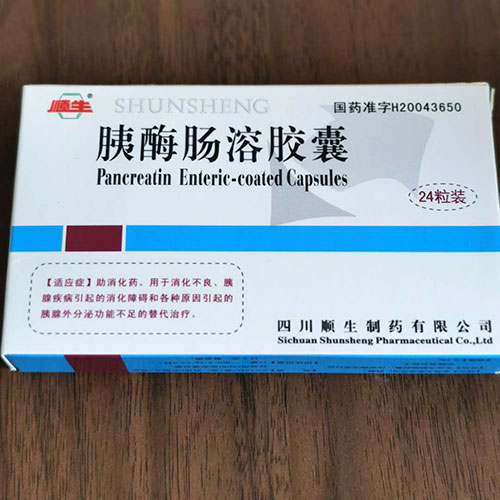 顺生®
SHUNSHENG
国药准字H20043650
胰酶肠溶胶囊
Pancreatin Enteric-coated Capsules
24粒装
【适应症】助消化药。用于消化不良、胰
腺疾病引起的消化障碍和各种原因引起的
胰腺外分泌功能不足的替代治疗。
四川顺生制药有限公司
Sichuan Shunsheng Pharmaceutical Co.,Ltd